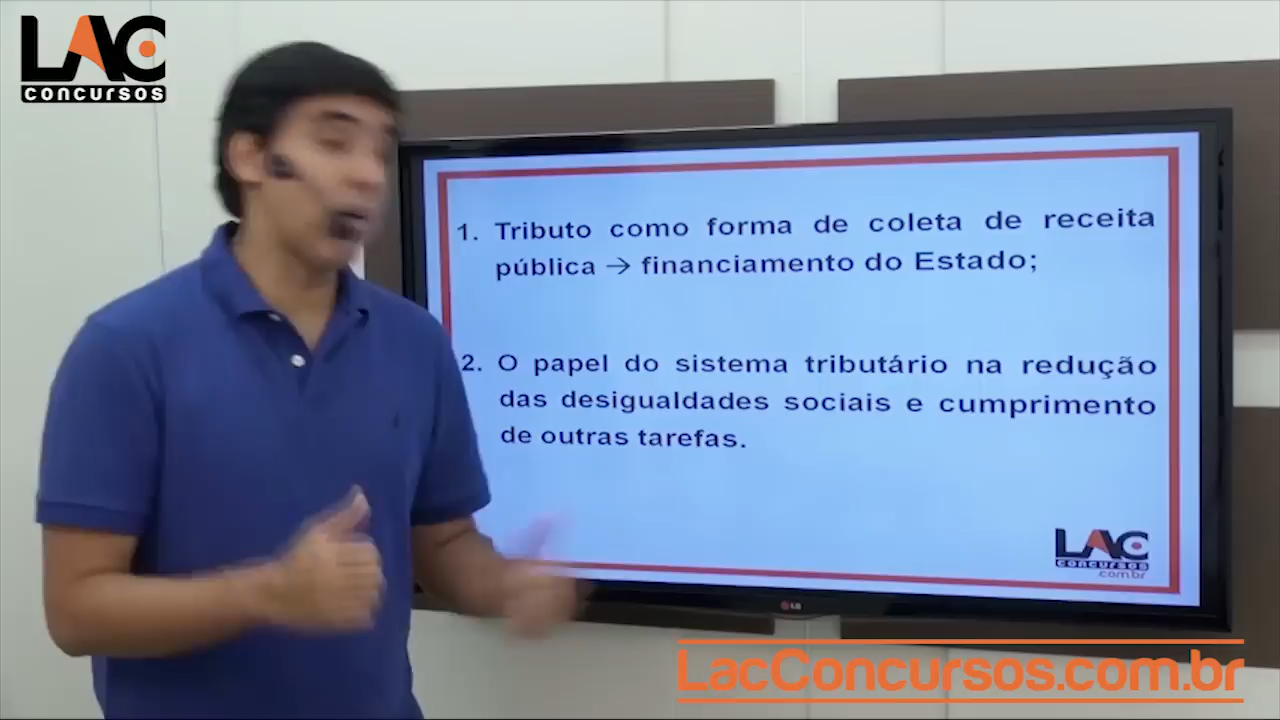 LAC
concursos
1. Tributo como forma de coleta de receita
pública → financiamento do Estado;
2. O papel do sistema tributário na redução
das desigualdades sociais e cumprimento
de outras tarefas.
LAC
concursos
.com.br
LG
LacConcursos.com.br